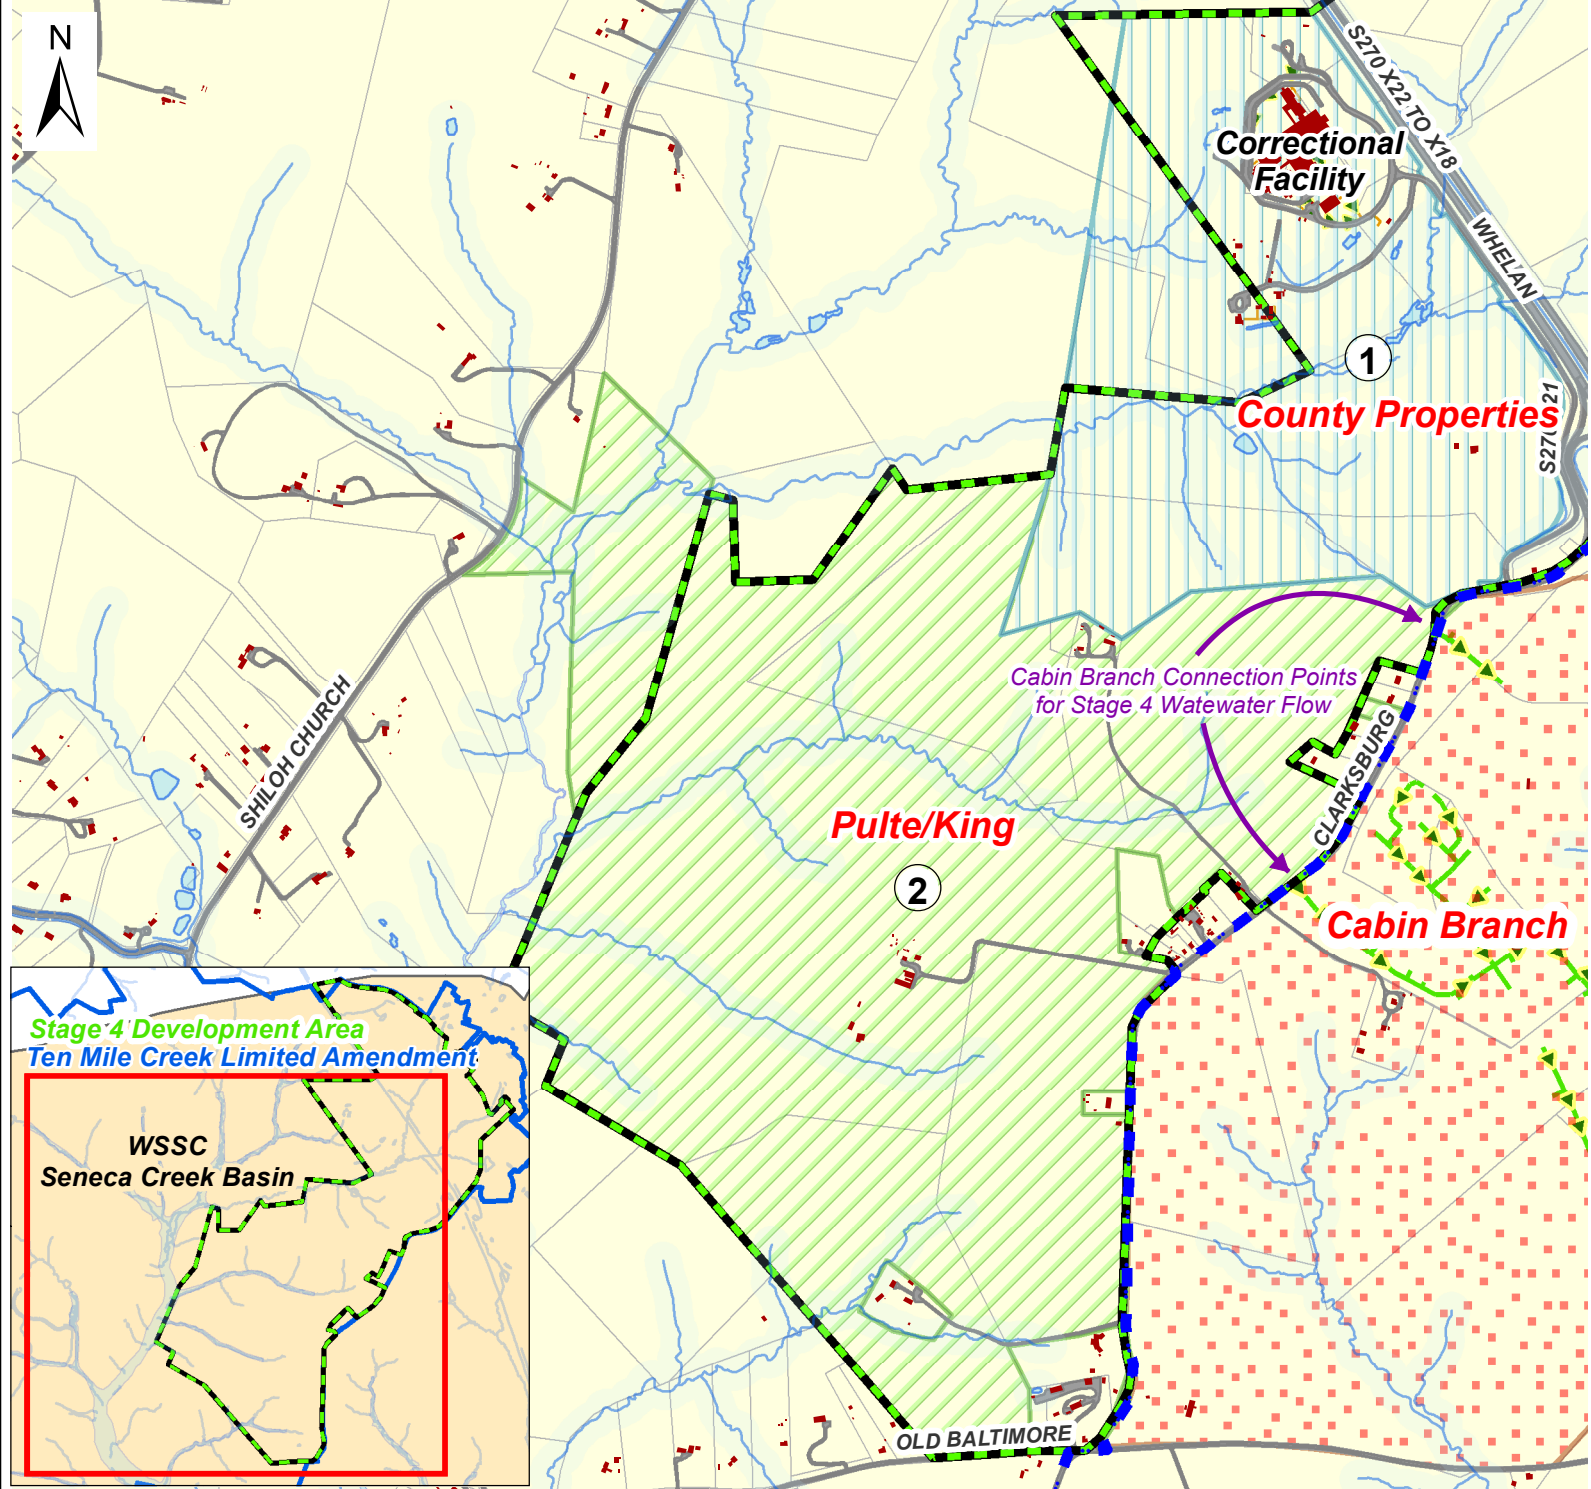 N
S270 X22 TO X18
Correctional
Facility
WHELAN
1
County Properties
S270 21
Cabin Branch Connection Points
for Stage 4 Watewater Flow
SHILOH CHURCH
CLARKSBURG
Pulte/King
2
Cabin Branch
Stage 4 Development Area
Ten Mile Creek Limited Amendment
WSSC
Seneca Creek Basin
OLD BALTIMORE